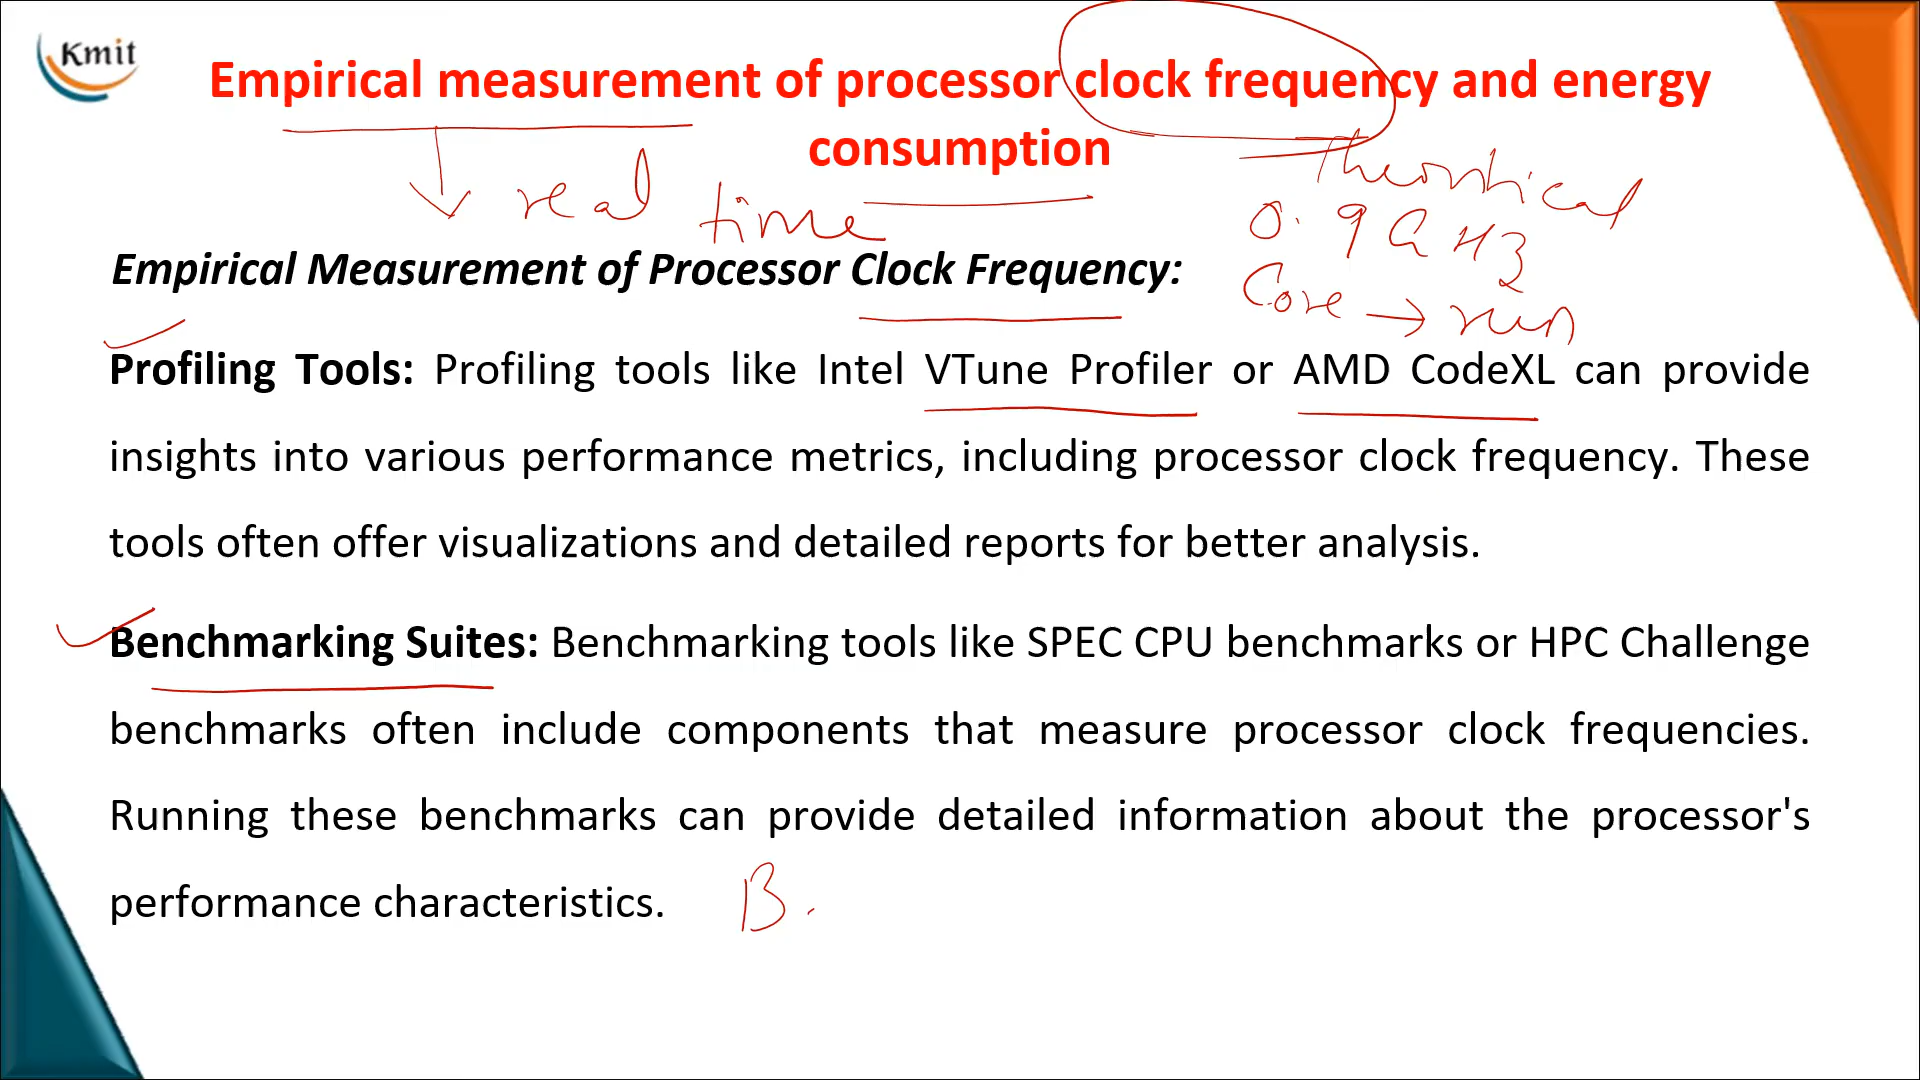 Kmit
Empirical measurement of processor clock frequency and energy
consumption
real time
Theoritical
0.9 GHz
Core → run
Empirical Measurement of Processor Clock Frequency:
Profiling Tools: Profiling tools like Intel VTune Profiler or AMD CodeXL can provide
insights into various performance metrics, including processor clock frequency. These
tools often offer visualizations and detailed reports for better analysis.
Benchmarking Suites: Benchmarking tools like SPEC CPU benchmarks or HPC Challenge
benchmarks often include components that measure processor clock frequencies.
Running these benchmarks can provide detailed information about the processor's
performance characteristics.
B.